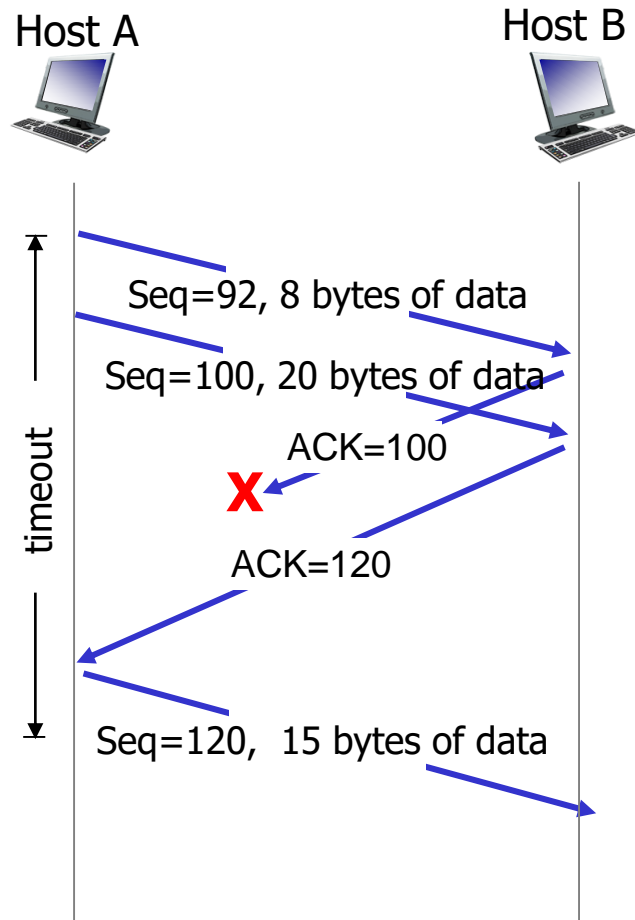 Host A
Host B
Seq=92, 8 bytes of data
Seq=100, 20 bytes of data
ACK=100
X
timeout
ACK=120
Seq=120, 15 bytes of data